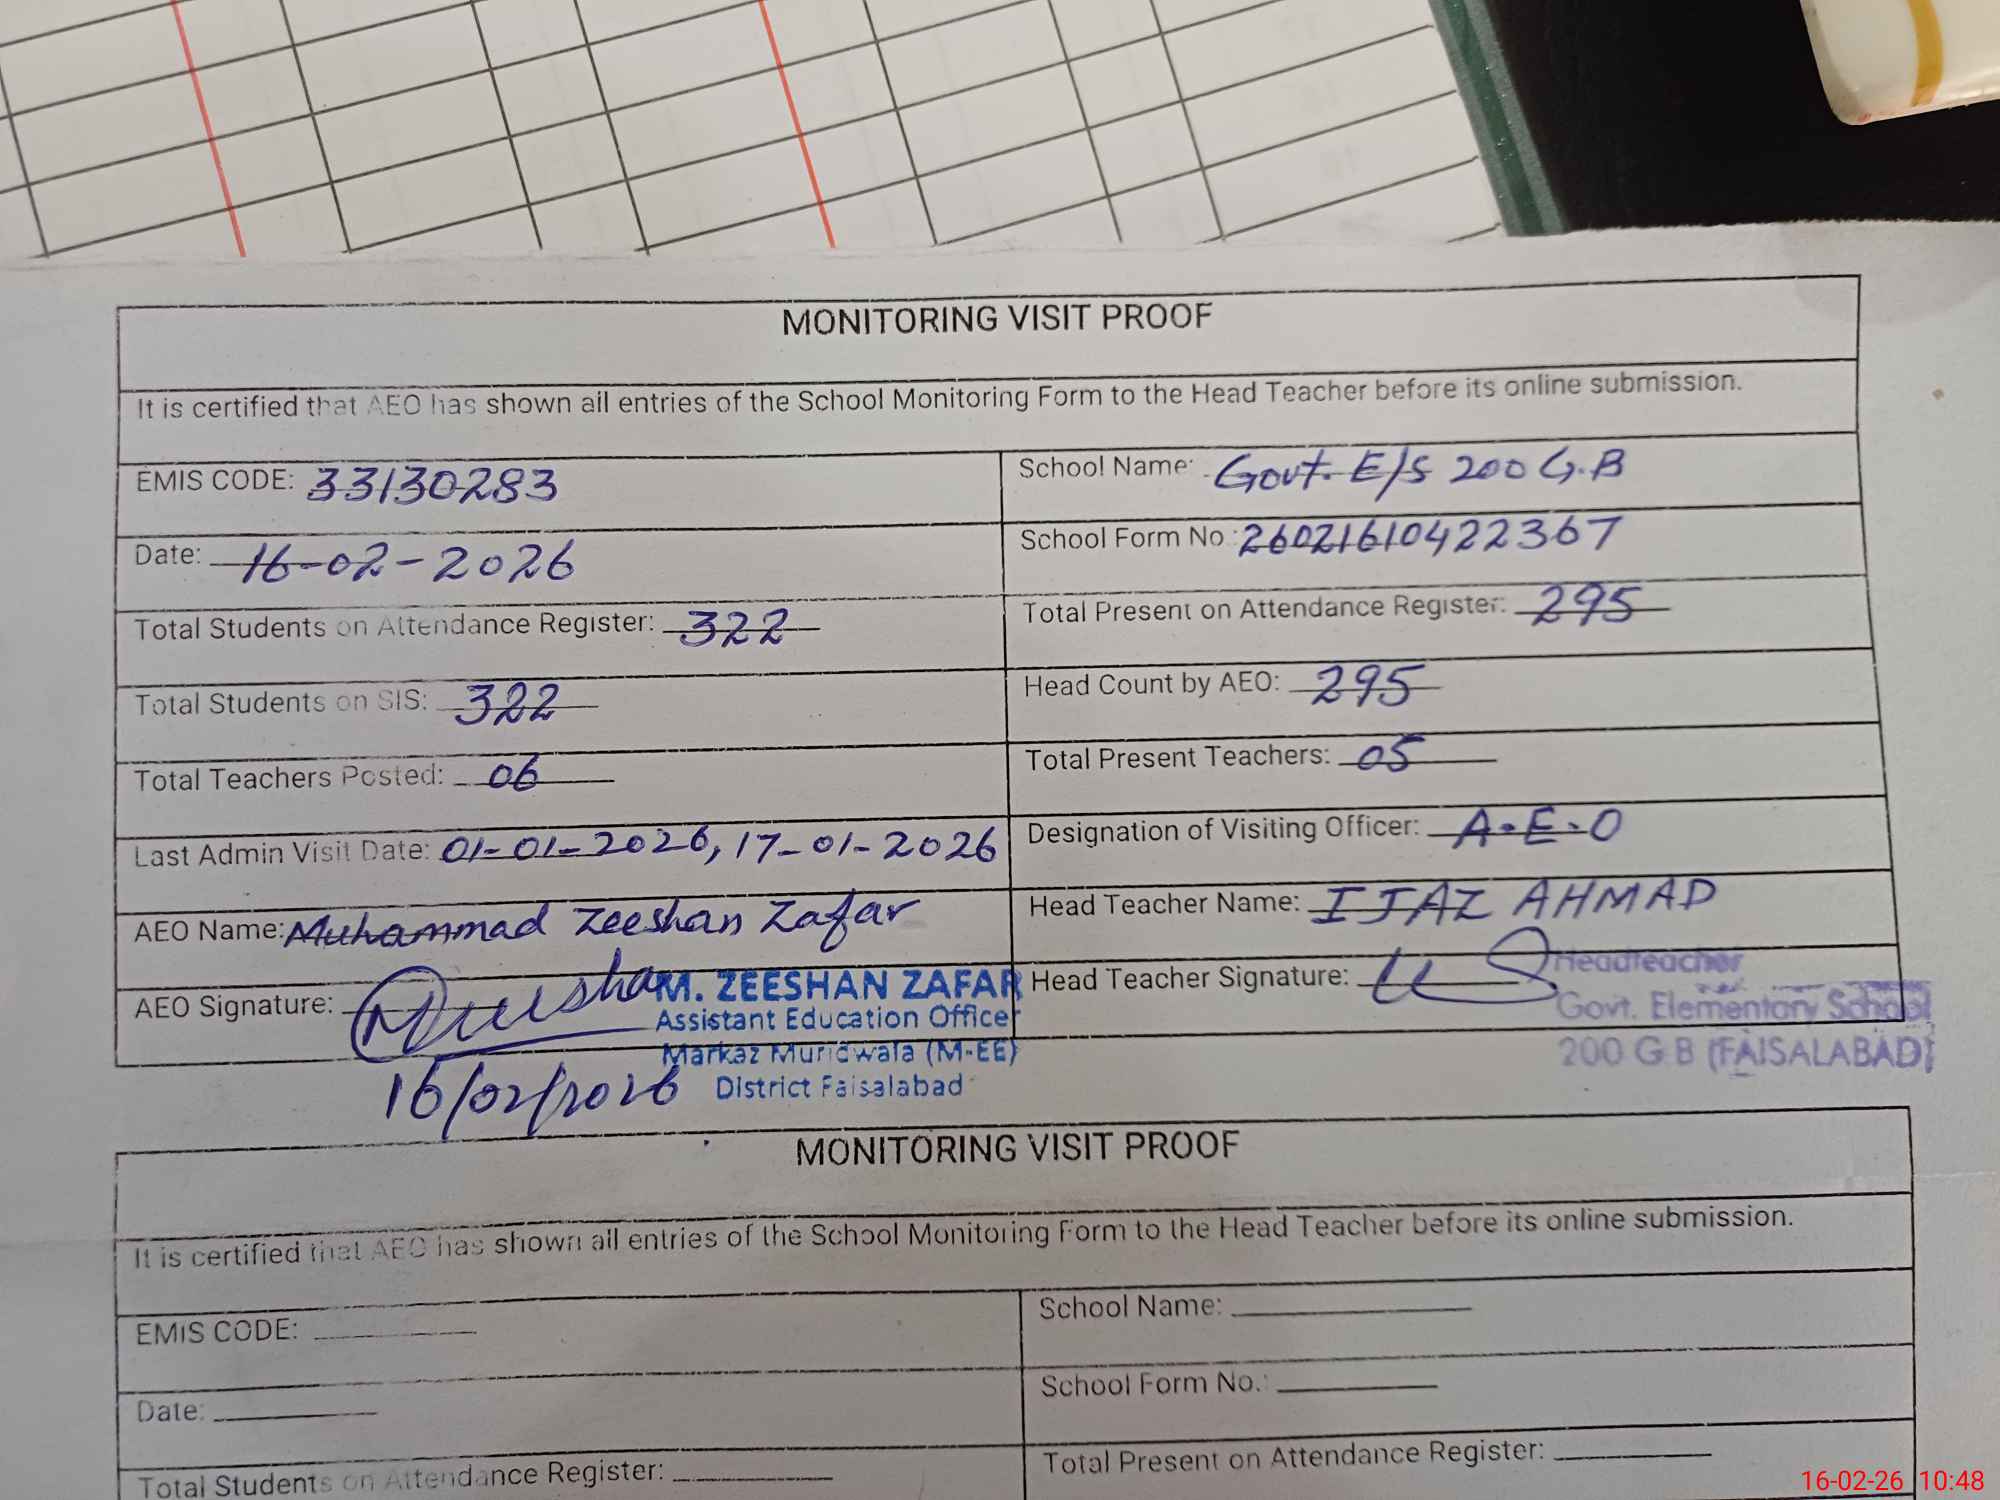 MONITORING VISIT PROOF
It is certified that AEO has shown all entries of the School Monitoring Form to the Head Teacher before its online submission.
EMIS CODE: 33130283
School Name: Govt. E/S 200 G.B
Date: 16-02-2026
School Form No.: 26021610422367
Total Students on Attendance Register: 322
Total Present on Attendance Register: 295
Total Students on SIS: 322
Head Count by AEO: 295
Total Teachers Posted: 06
Total Present Teachers: 05
Last Admin Visit Date: 01-01-2026, 17-01-2026
Designation of Visiting Officer: A.E.O
AEO Name: Muhammad Zeeshan Zafar
Head Teacher Name: IJAZ AHMAD
AEO Signature:
M. ZEESHAN ZAFAR
Assistant Education Officer
Markaz Muridwala (M-EE)
District Faisalabad
16/02/2026
Head Teacher Signature:
Headteacher
Govt. Elementary School
200 G.B (FAISALABAD)
MONITORING VISIT PROOF
It is certified that AEO has shown all entries of the School Monitoring Form to the Head Teacher before its online submission.
EMIS CODE:
School Name:
Date:
School Form No.:
Total Students on Attendance Register:
Total Present on Attendance Register:
16-02-26 10:48